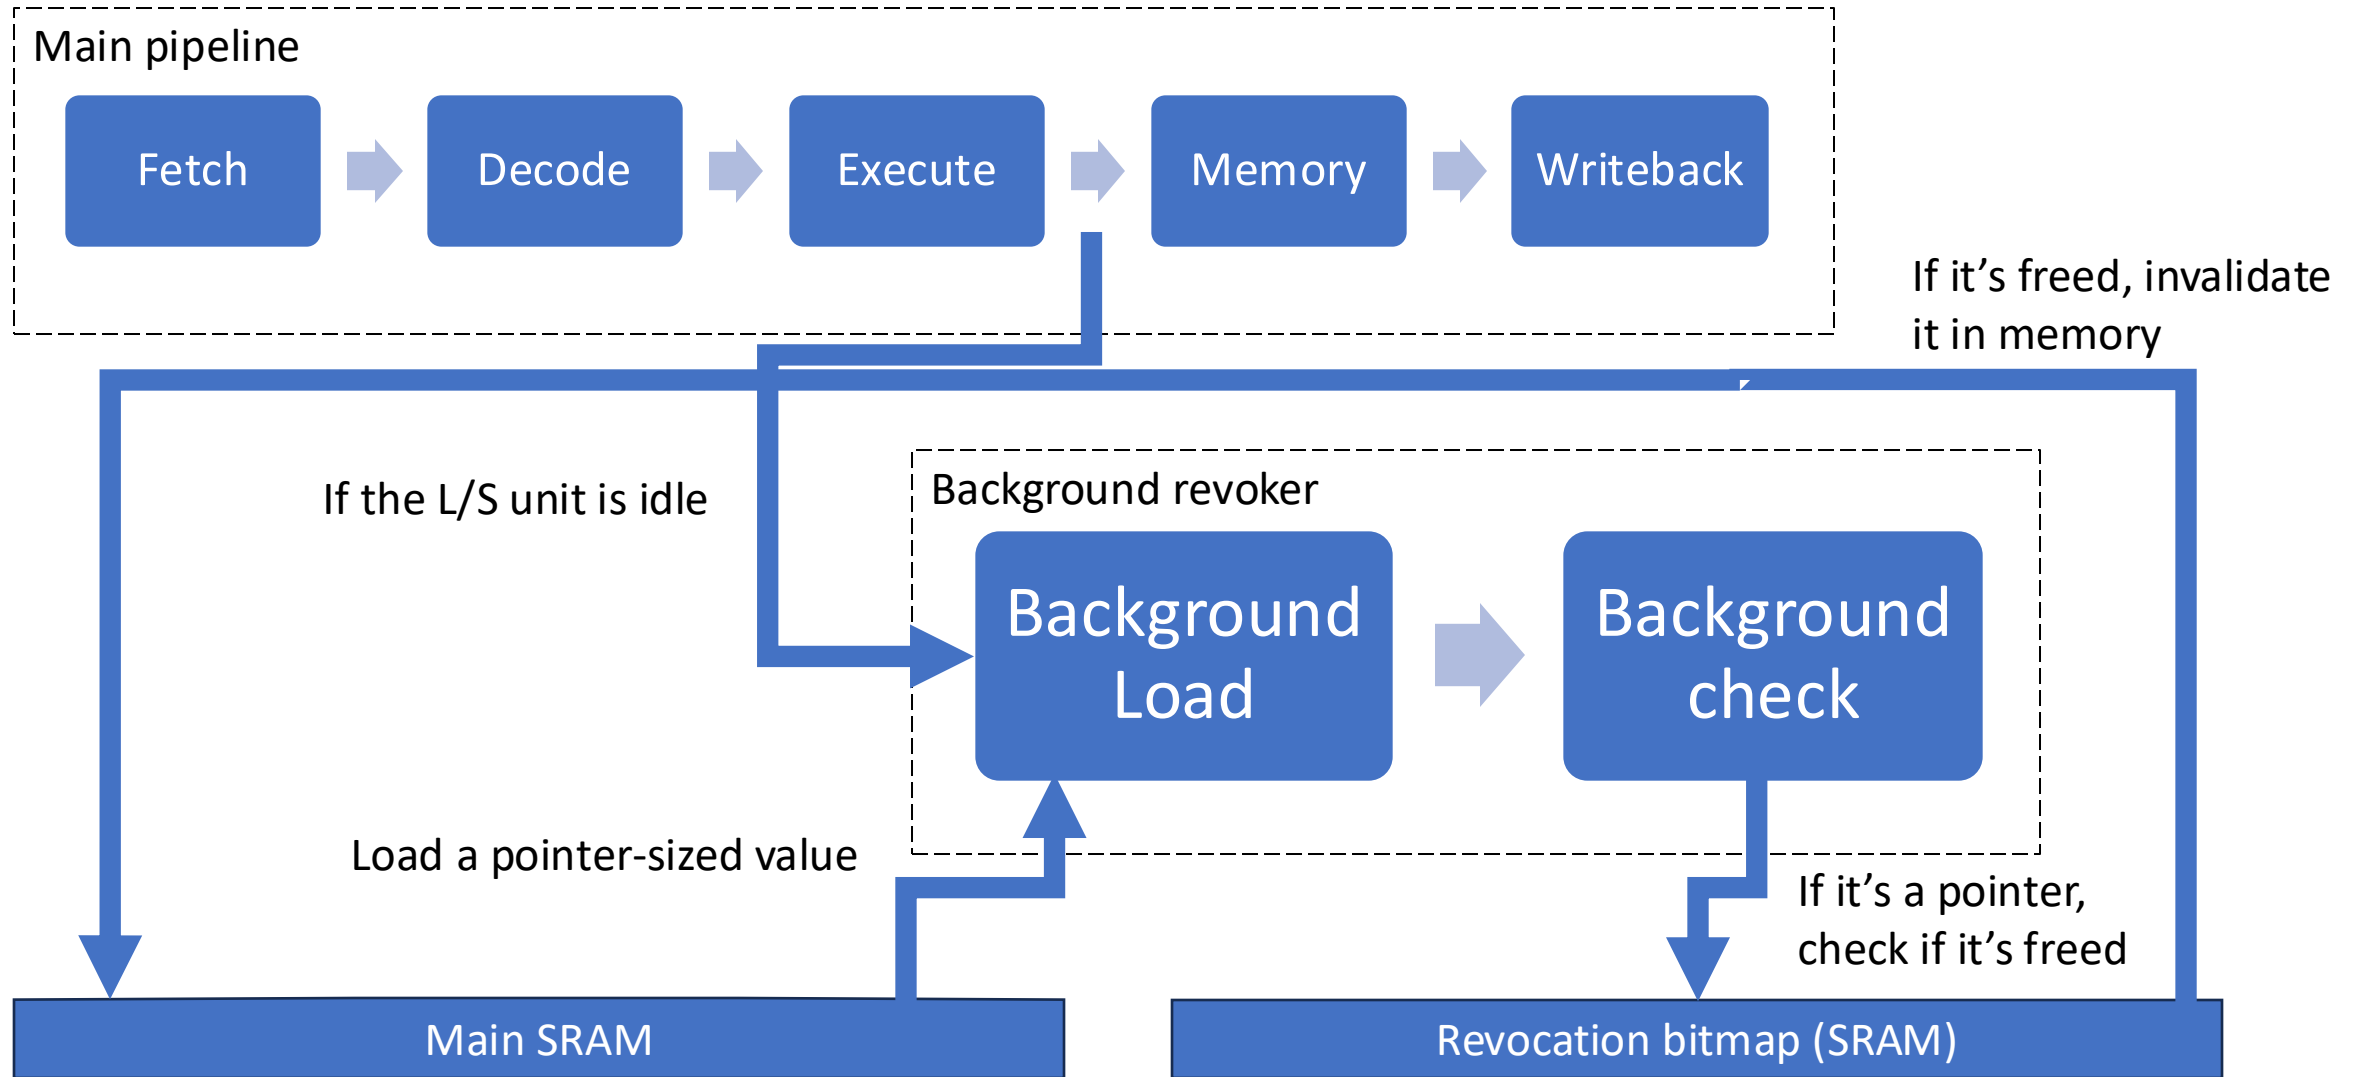 Main pipeline
Fetch
Decode
Execute
Memory
Writeback
If it’s freed, invalidate
it in memory
If the L/S unit is idle
Background revoker
Background
Load
Background
check
Load a pointer-sized value
If it’s a pointer,
check if it’s freed
Main SRAM
Revocation bitmap (SRAM)